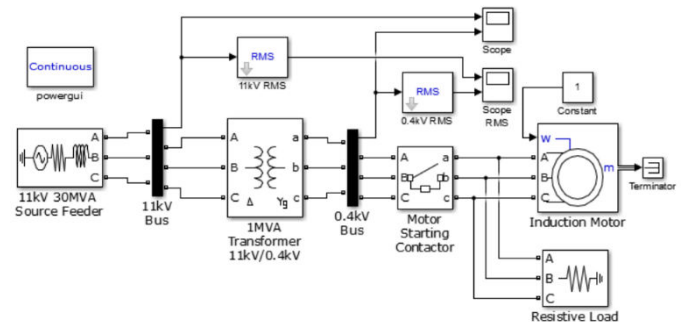 Continuous
powergui
RMS
11kV RMS
Scope
RMS
0.4kV RMS
Scope
RMS
1
Constant
A
B
C
11kV 30MVA
Source Feeder
11kV
Bus
A
B
C
a
b
c
Δ
Yg
1MVA
Transformer
11kV/0.4kV
0.4kV
Bus
A
B
C
a
b
c
Motor
Starting
Contactor
w
A
B
C
m
Induction Motor
Terminator
A
B
C
Resistive Load